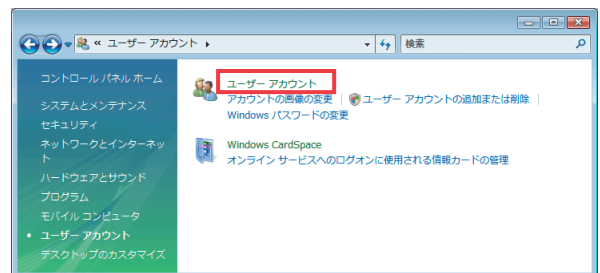 « ユーザー アカウント
検索
コントロール パネル ホーム
システムとメンテナンス
セキュリティ
ネットワークとインターネッ
ト
ハードウェアとサウンド
プログラム
モバイル コンピュータ
ユーザー アカウント
デスクトップのカスタマイズ
ユーザー アカウント
アカウントの画像の変更 ユーザー アカウントの追加または削除
Windows パスワードの変更
Windows CardSpace
オンライン サービスへのログオンに使用される情報カードの管理